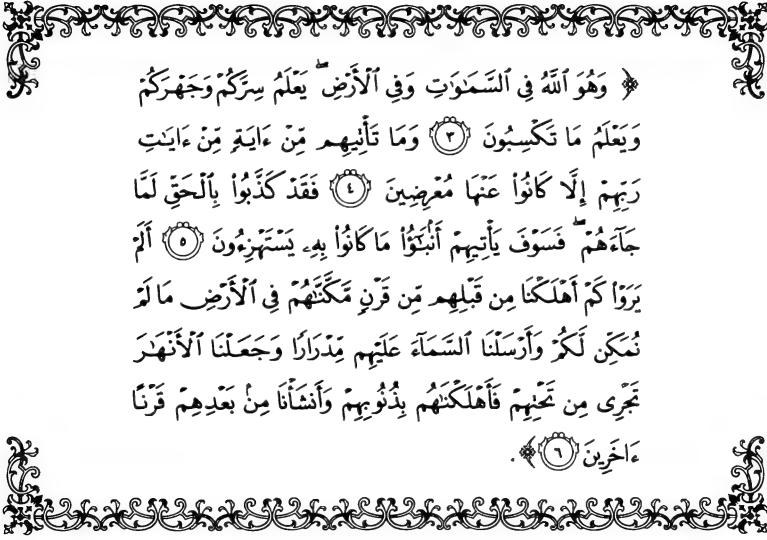 ﴿ وَهُوَ ٱللَّهُ فِى ٱلسَّمَٰوَٰتِ وَفِى ٱلْأَرْضِ ۖ يَعْلَمُ سِرَّكُمْ وَجَهْرَكُمْ
وَيَعْلَمُ مَا تَكْسِبُونَ ٣ وَمَا تَأْتِيهِم مِّنْ ءَايَةٍ مِّنْ ءَايَٰتِ
رَبِّهِمْ إِلَّا كَانُوا۟ عَنْهَا مُعْرِضِينَ ٤ فَقَدْ كَذَّبُوا۟ بِٱلْحَقِّ لَمَّا
جَآءَهُمْ ۖ فَسَوْفَ يَأْتِيهِمْ أَنۢبَٰٓؤُا۟ مَا كَانُوا۟ بِهِۦ يَسْتَهْزِءُونَ ٥ أَلَمْ
يَرَوْا۟ كَمْ أَهْلَكْنَا مِن قَبْلِهِم مِّن قَرْنٍ مَّكَّنَّٰهُمْ فِى ٱلْأَرْضِ مَا لَمْ
نُمَكِّن لَّكُمْ وَأَرْسَلْنَا ٱلسَّمَآءَ عَلَيْهِم مِّدْرَارًا وَجَعَلْنَا ٱلْأَنْهَٰرَ
تَجْرِى مِن تَحْتِهِمْ فَأَهْلَكْنَٰهُم بِذُنُوبِهِمْ وَأَنشَأْنَا مِنۢ بَعْدِهِمْ قَرْنًا
ءَاخَرِينَ ٦ ﴾.